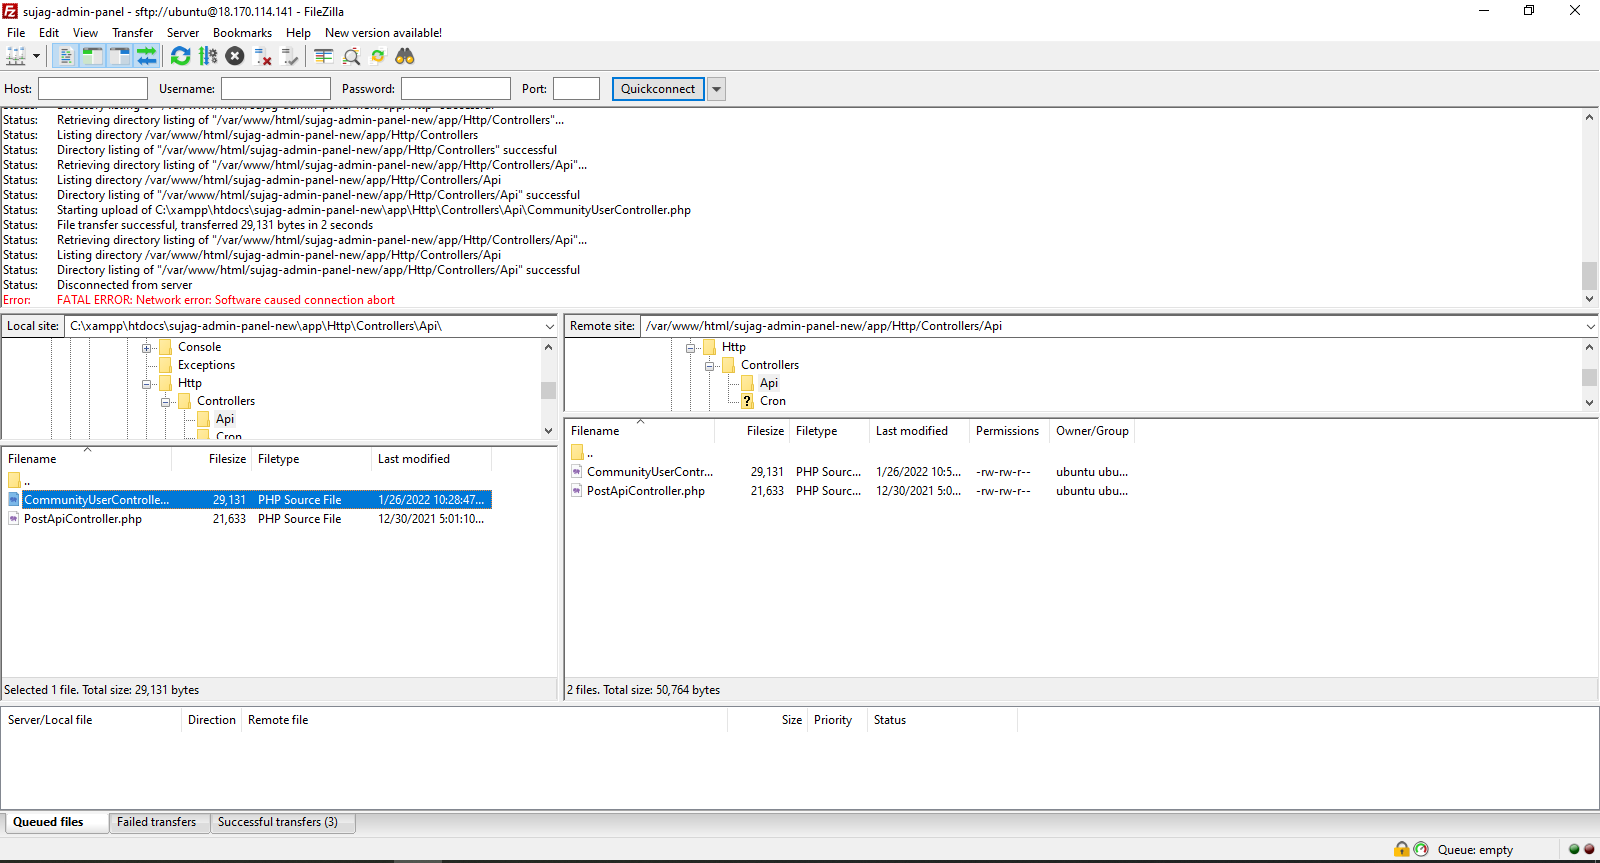 sujag-admin-panel - sftp://ubuntu@18.170.114.141 - FileZilla
File Edit View Transfer Server Bookmarks Help New version available!
Host: Username: Password: Port: Quickconnect
Status: Directory listing of "/var/www/html/sujag-admin-panel-new/app/Http" successful
Status: Retrieving directory listing of "/var/www/html/sujag-admin-panel-new/app/Http/Controllers"...
Status: Listing directory /var/www/html/sujag-admin-panel-new/app/Http/Controllers
Status: Directory listing of "/var/www/html/sujag-admin-panel-new/app/Http/Controllers" successful
Status: Retrieving directory listing of "/var/www/html/sujag-admin-panel-new/app/Http/Controllers/Api"...
Status: Listing directory /var/www/html/sujag-admin-panel-new/app/Http/Controllers/Api
Status: Directory listing of "/var/www/html/sujag-admin-panel-new/app/Http/Controllers/Api" successful
Status: Starting upload of C:\xampp\htdocs\sujag-admin-panel-new\app\Http\Controllers\Api\CommunityUserController.php
Status: File transfer successful, transferred 29,131 bytes in 2 seconds
Status: Retrieving directory listing of "/var/www/html/sujag-admin-panel-new/app/Http/Controllers/Api"...
Status: Listing directory /var/www/html/sujag-admin-panel-new/app/Http/Controllers/Api
Status: Directory listing of "/var/www/html/sujag-admin-panel-new/app/Http/Controllers/Api" successful
Status: Disconnected from server
Error: FATAL ERROR: Network error: Software caused connection abort
Local site: C:\xampp\htdocs\sujag-admin-panel-new\app\Http\Controllers\Api\
Console
Exceptions
Http
Controllers
Api
Cron
Filename Filesize Filetype Last modified
..
CommunityUserControlle... 29,131 PHP Source File 1/26/2022 10:28:47...
PostApiController.php 21,633 PHP Source File 12/30/2021 5:01:10...
Selected 1 file. Total size: 29,131 bytes
Remote site: /var/www/html/sujag-admin-panel-new/app/Http/Controllers/Api
Http
Controllers
Api
? Cron
Filename Filesize Filetype Last modified Permissions Owner/Group
..
CommunityUserContr... 29,131 PHP Sourc... 1/26/2022 10:5... -rw-rw-r-- ubuntu ubu...
PostApiController.php 21,633 PHP Sourc... 12/30/2021 5:0... -rw-rw-r-- ubuntu ubu...
2 files. Total size: 50,764 bytes
Server/Local file Direction Remote file Size Priority Status
Queued files Failed transfers Successful transfers (3)
Queue: empty